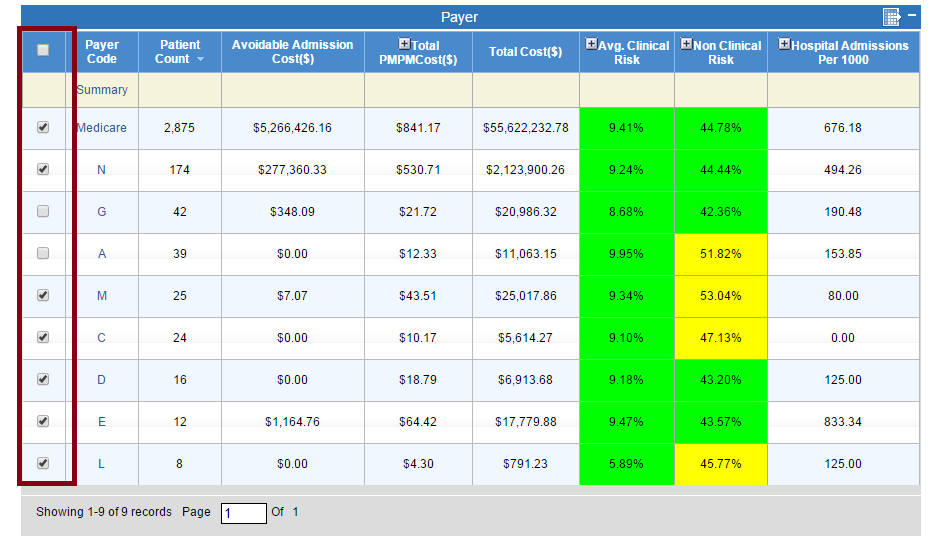 Payer
Payer Code Patient Count Avoidable Admission Cost($) Total PMPMCost($) Total Cost($) Avg. Clinical Risk Non Clinical Risk Hospital Admissions Per 1000
Summary
Medicare 2,875 $5,266,426.16 $841.17 $55,622,232.78 9.41% 44.78% 676.18
N 174 $277,360.33 $530.71 $2,123,900.26 9.24% 44.44% 494.26
G 42 $348.09 $21.72 $20,986.32 8.68% 42.36% 190.48
A 39 $0.00 $12.33 $11,063.15 9.95% 51.82% 153.85
M 25 $7.07 $43.51 $25,017.86 9.34% 53.04% 80.00
C 24 $0.00 $10.17 $5,614.27 9.10% 47.13% 0.00
D 16 $0.00 $18.79 $6,913.68 9.18% 43.20% 125.00
E 12 $1,164.76 $64.42 $17,779.88 9.47% 43.57% 833.34
L 8 $0.00 $4.30 $791.23 5.89% 45.77% 125.00
Showing 1-9 of 9 records Page 1 Of 1